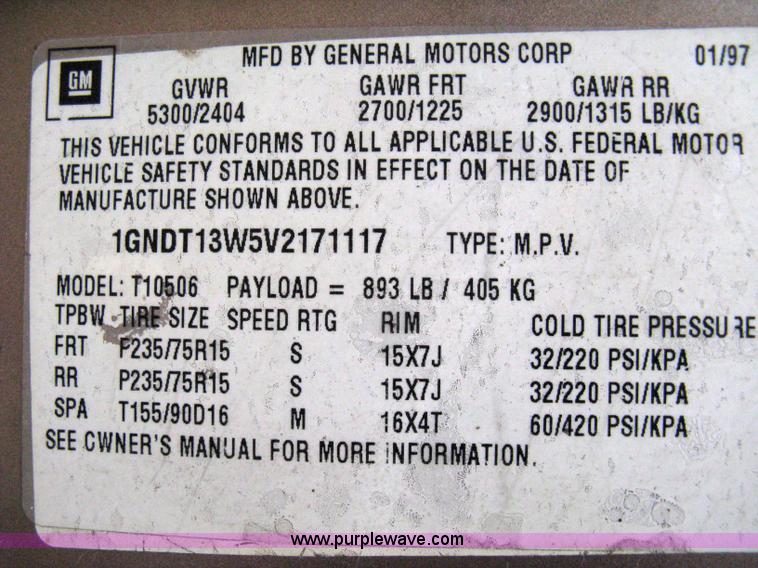 GM
MFD BY GENERAL MOTORS CORP 01/97
GVWR GAWR FRT GAWR RR
5300/2404 2700/1225 2900/1315 LB/KG
THIS VEHICLE CONFORMS TO ALL APPLICABLE U.S. FEDERAL MOTOR
VEHICLE SAFETY STANDARDS IN EFFECT ON THE DATE OF
MANUFACTURE SHOWN ABOVE.
1GNDT13W5V2171117 TYPE: M.P.V.
MODEL: T10506 PAYLOAD = 893 LB / 405 KG
TPBW TIRE SIZE SPEED RTG RIM COLD TIRE PRESSURE
FRT P235/75R15 S 15X7J 32/220 PSI/KPA
RR P235/75R15 S 15X7J 32/220 PSI/KPA
SPA T155/90D16 M 16X4T 60/420 PSI/KPA
SEE OWNER'S MANUAL FOR MORE INFORMATION.
www.purplewave.com